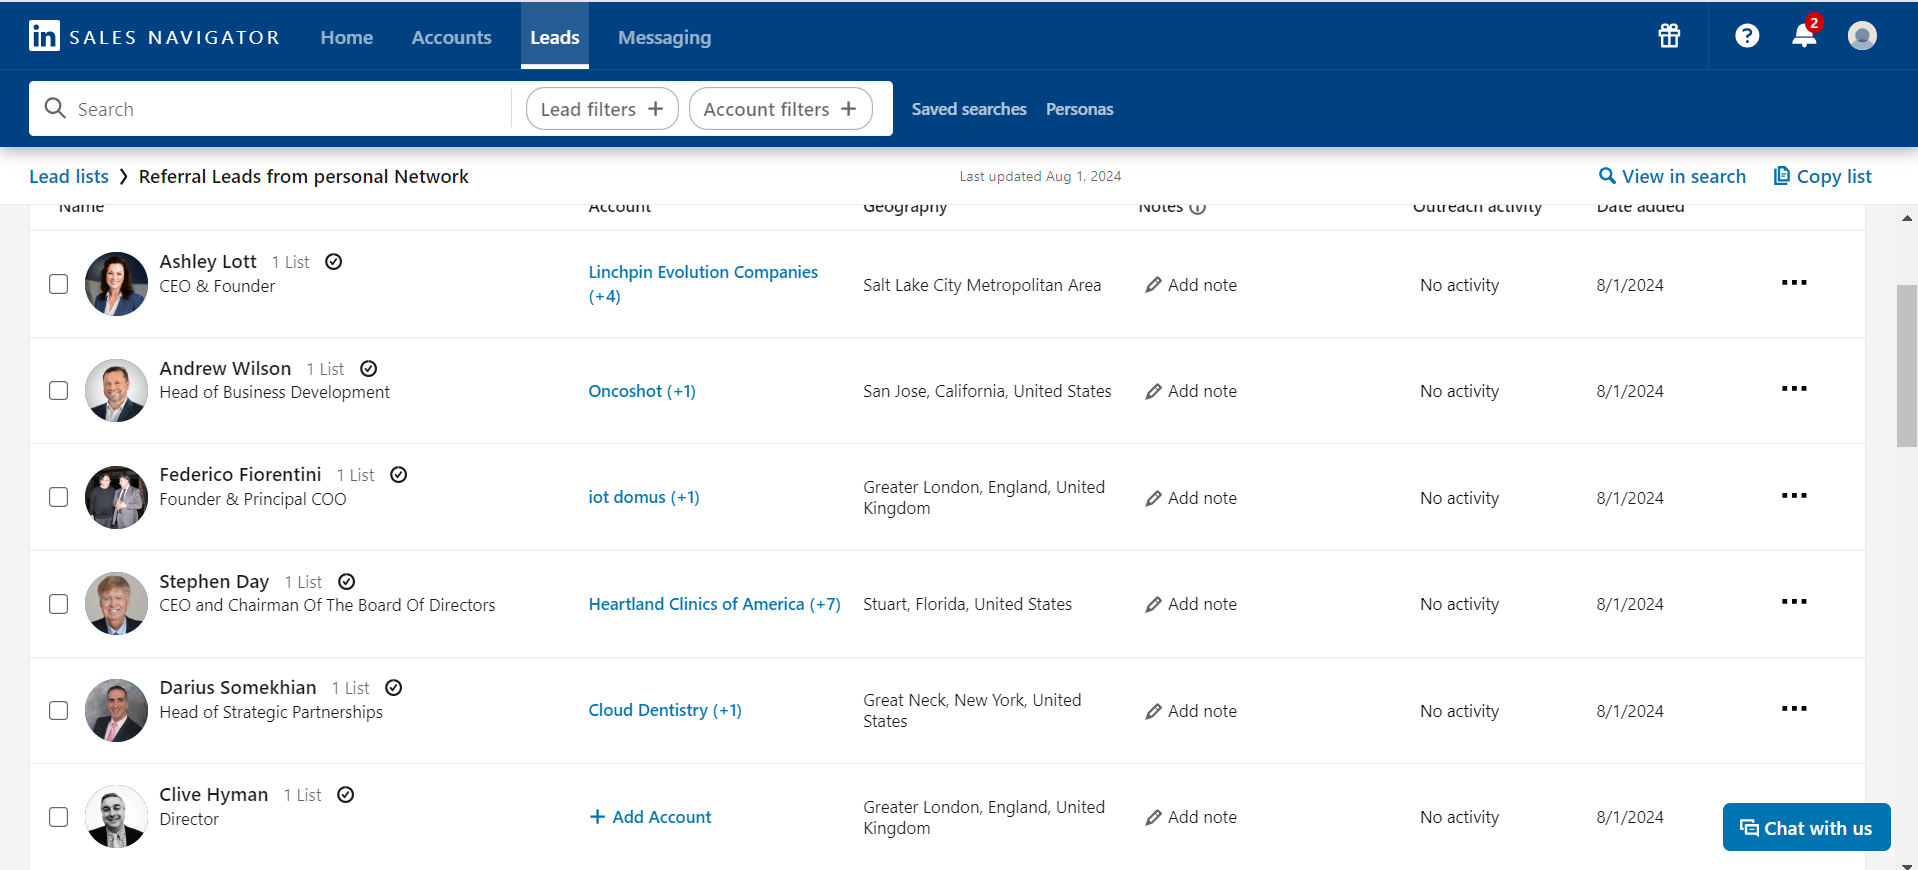 in SALES NAVIGATOR Home Accounts Leads Messaging ? 2
Search Lead filters + Account filters + Saved searches Personas
Lead lists > Referral Leads from personal Network Last updated Aug 1, 2024 View in search Copy list
Name Account Geography Notes Outreach activity Date added
Ashley Lott 1 List
CEO & Founder
Linchpin Evolution Companies
(+4)
Salt Lake City Metropolitan Area
Add note
No activity
8/1/2024
Andrew Wilson 1 List
Head of Business Development
Oncoshot (+1)
San Jose, California, United States
Add note
No activity
8/1/2024
Federico Fiorentini 1 List
Founder & Principal COO
iot domus (+1)
Greater London, England, United
Kingdom
Add note
No activity
8/1/2024
Stephen Day 1 List
CEO and Chairman Of The Board Of Directors
Heartland Clinics of America (+7)
Stuart, Florida, United States
Add note
No activity
8/1/2024
Darius Somekhian 1 List
Head of Strategic Partnerships
Cloud Dentistry (+1)
Great Neck, New York, United
States
Add note
No activity
8/1/2024
Clive Hyman 1 List
Director
+ Add Account
Greater London, England, United
Kingdom
Add note
No activity
8/1/2024
Chat with us